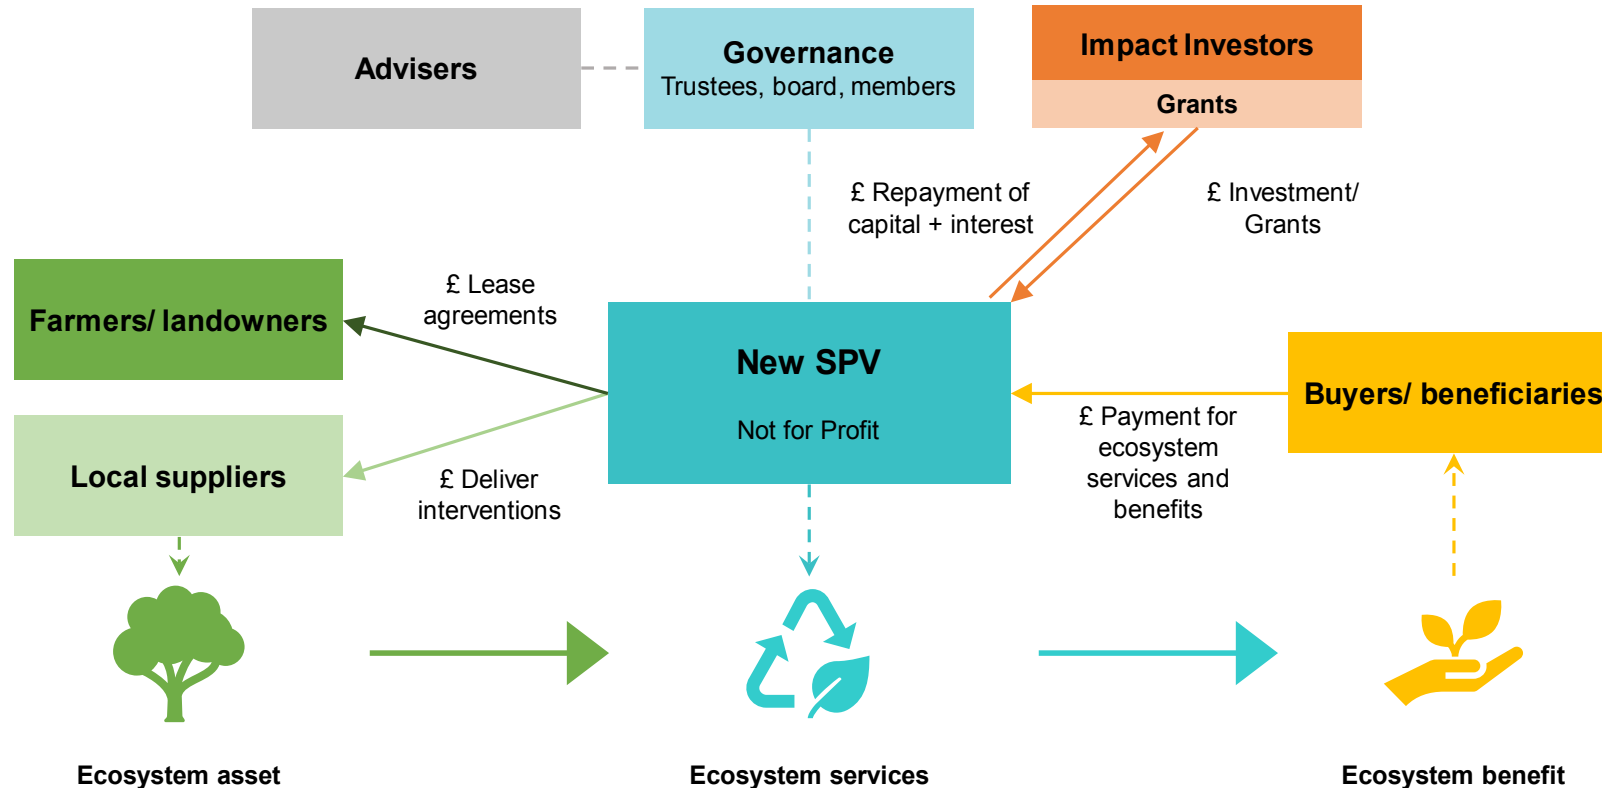 Advisers
Governance
Trustees, board, members
Impact Investors
Grants
£ Repayment of
capital + interest
£ Investment/
Grants
Farmers/ landowners
£ Lease
agreements
New SPV
Not for Profit
Buyers/ beneficiaries
£ Payment for
ecosystem
services and
benefits
Local suppliers
£ Deliver
interventions
Ecosystem asset
Ecosystem services
Ecosystem benefit